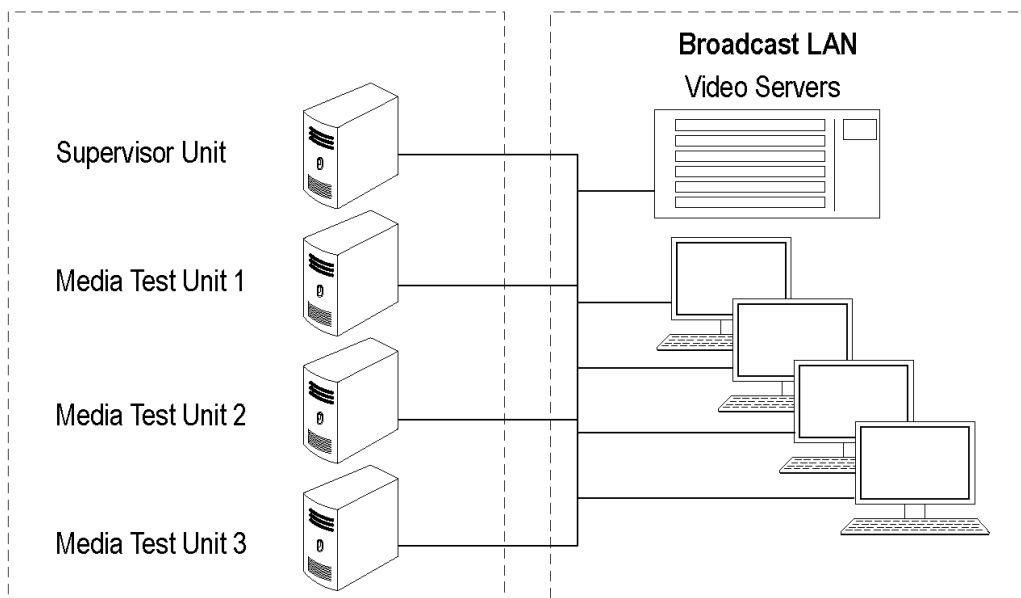 Broadcast LAN
Video Servers
Supervisor Unit
Media Test Unit 1
Media Test Unit 2
Media Test Unit 3